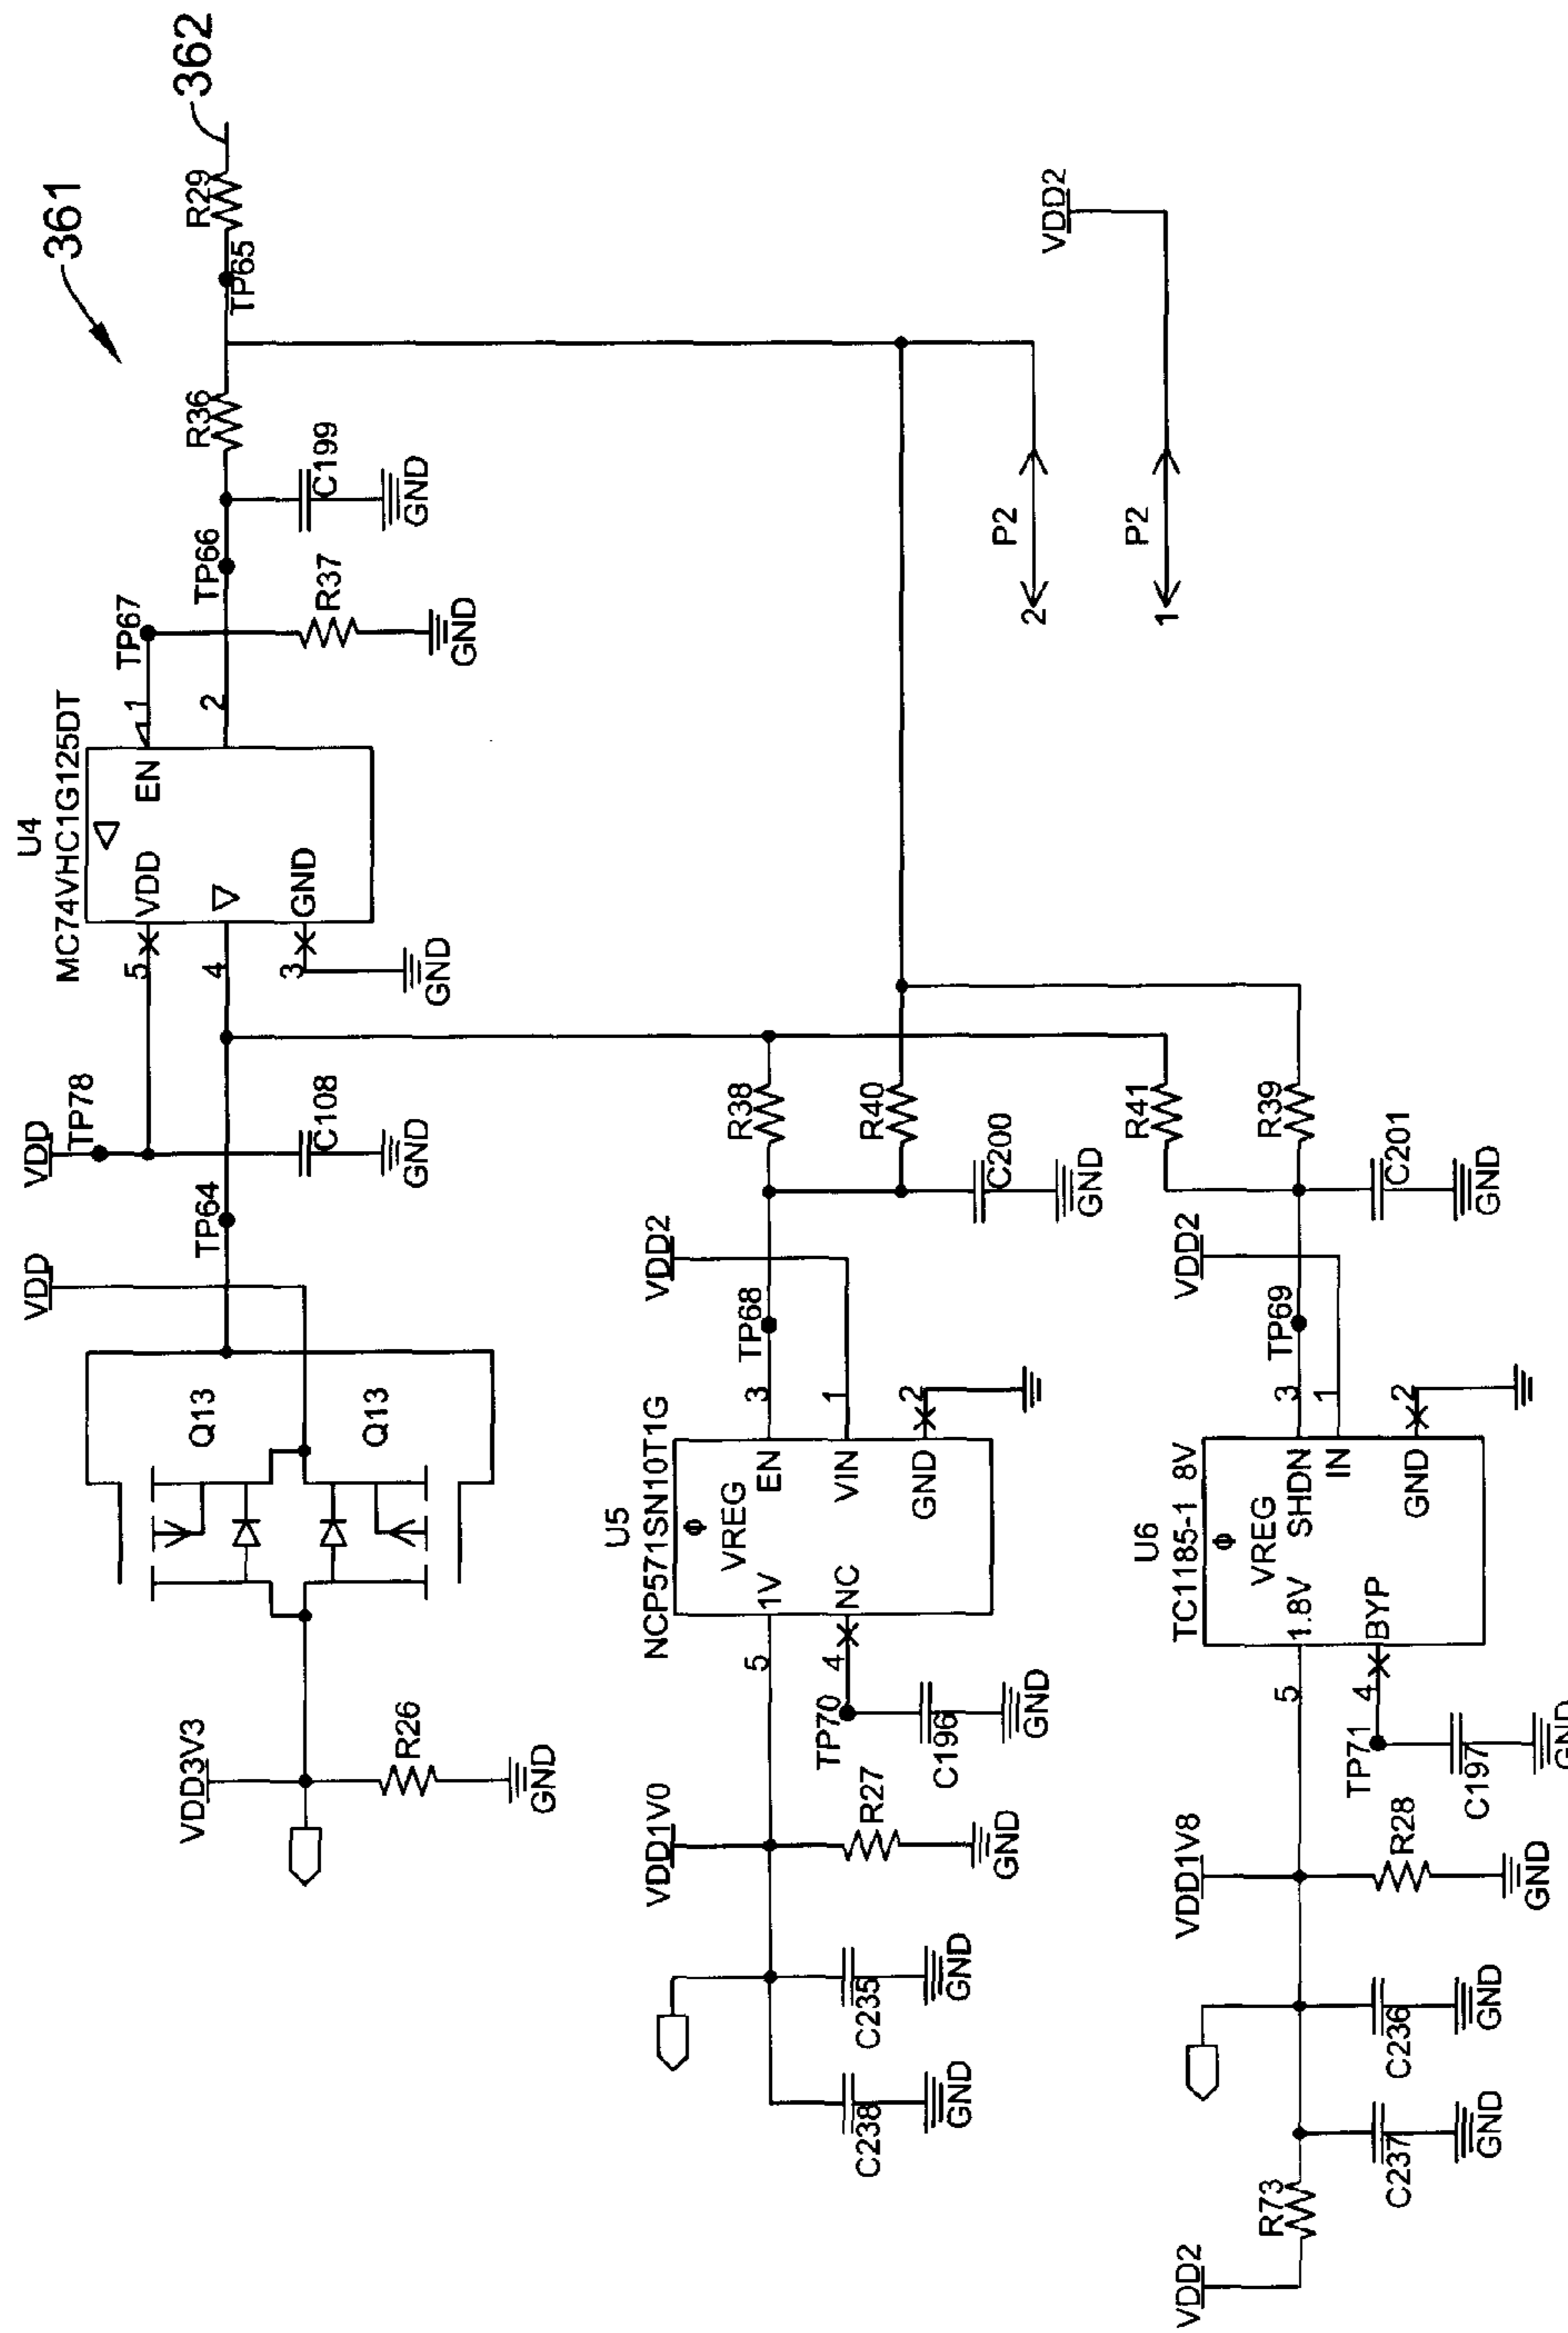 361
362
U4
MC74VHC1G125DT
VDD
EN
GND
5
4
3
1
2
GND
VDD
TP78
C108
GND
TP67
R37
GND
TP66
C199
GND
R36
TP65
R29
VDD
TP64
Q13
Q13
VDD3V3
R26
GND
U5
NCP571SN10T1G
Φ
VREG
1V
EN
NC
VIN
GND
5
4
3
1
2
TP68
VDD2
R38
R40
C200
GND
TP70
C196
GND
VDD1V0
R27
GND
C235
GND
C238
GND
U6
TC1185-1 8V
Φ
VREG
1.8V
SHDN
BYP
IN
GND
5
4
3
1
2
TP69
VDD2
R41
R39
C201
GND
TP71
C197
GND
VDD1V8
R28
GND
C236
GND
C237
GND
R73
VDD2
2
P2
1
P2
VDD2